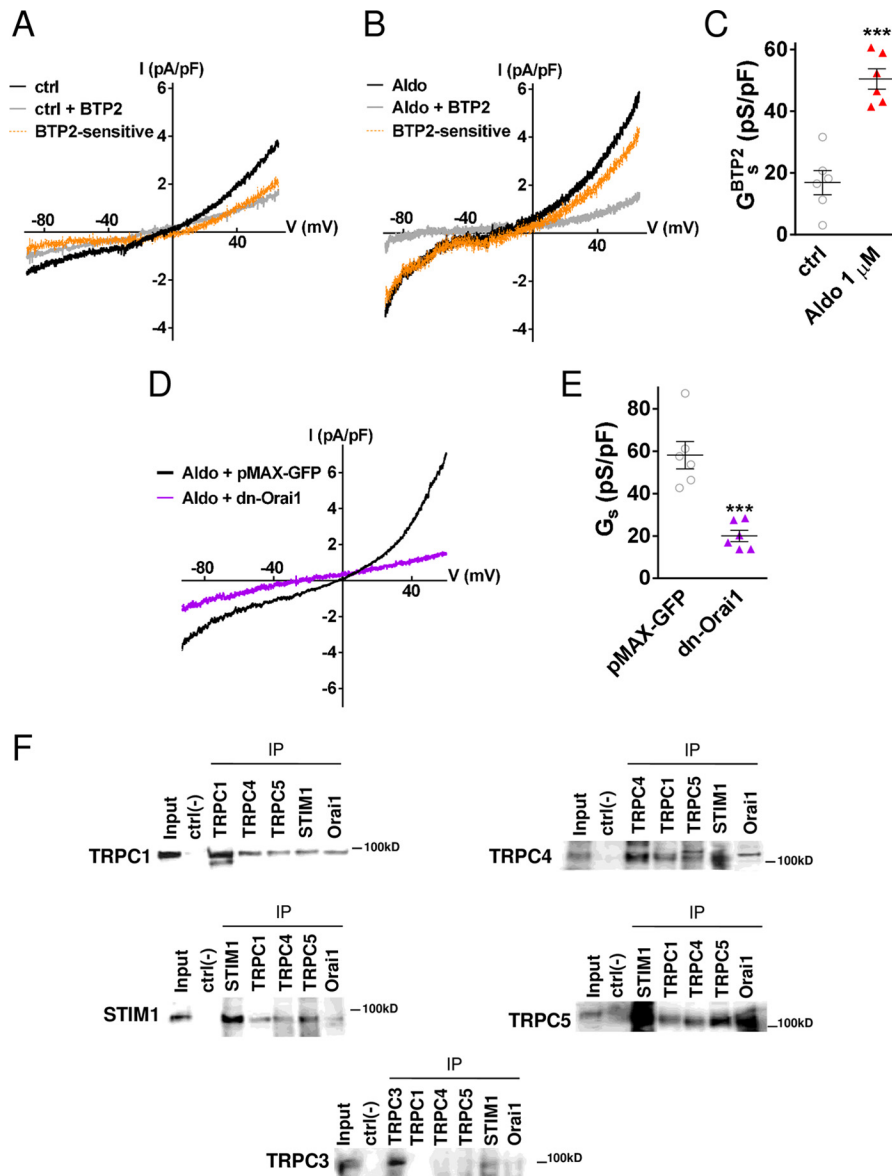 A
I (pA/pF)
ctrl
ctrl + BTP2
BTP2-sensitive
6
4
2
-80
-40
40
V (mV)
-2
-4
B
I (pA/pF)
Aldo
Aldo + BTP2
BTP2-sensitive
6
4
2
-80
-40
40
V (mV)
-2
-4
C
G_s^BTP2 (pS/pF)
60
40
20
0
***
ctrl
Aldo 1 μM
D
I (pA/pF)
Aldo + pMAX-GFP
Aldo + dn-Orai1
6
4
2
-80
-40
40
V (mV)
-2
-4
-6
E
G_s (pS/pF)
80
60
40
20
0
***
pMAX-GFP
dn-Orai1
F
IP
Input
ctrl(-)
TRPC1
TRPC4
TRPC5
STIM1
Orai1
TRPC1
100kD
IP
Input
ctrl(-)
TRPC4
TRPC1
TRPC5
STIM1
Orai1
TRPC4
100kD
IP
Input
ctrl(-)
STIM1
TRPC1
TRPC4
TRPC5
Orai1
STIM1
100kD
IP
Input
ctrl(-)
STIM1
TRPC1
TRPC4
TRPC5
Orai1
TRPC5
100kD
IP
Input
ctrl(-)
TRPC3
TRPC1
TRPC4
TRPC5
STIM1
Orai1
TRPC3
100kD